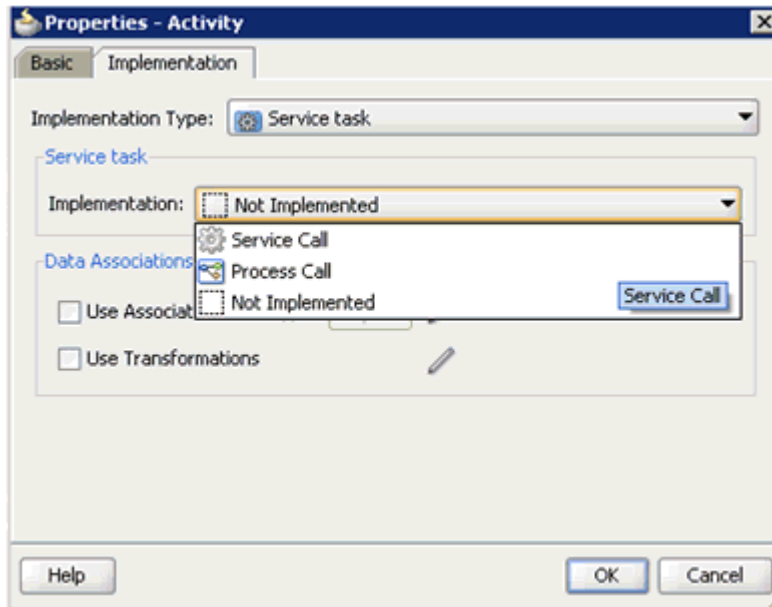 Properties - Activity
Basic Implementation
Implementation Type: Service task
Service task
Implementation: Not Implemented
Service Call
Data Associations
Process Call
Not Implemented
Service Call
Use Associat
Use Transformations
Help OK Cancel